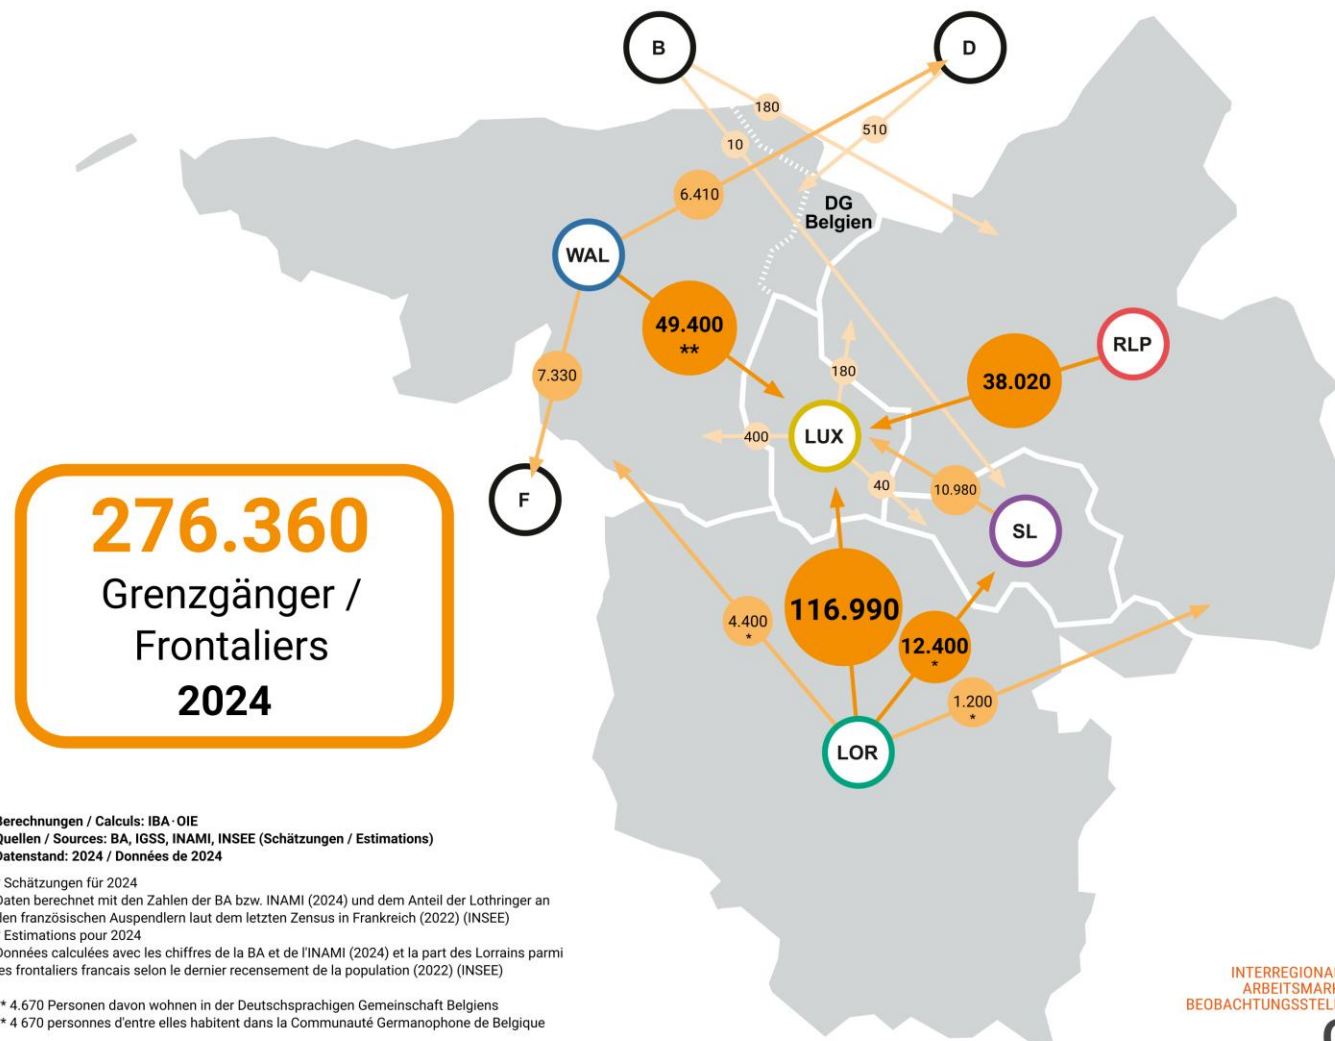 B
D
180
510
10
6.410
DG
Belgien
WAL
49.400
**
RLP
180
7.330
38.020
400
LUX
40
10.980
F
SL
276.360
Grenzgänger /
Frontaliers
2024
116.990
4.400
*
12.400
*
1.200
*
LOR
Berechnungen / Calculs: IBA·OIE
Quellen / Sources: BA, IGSS, INAMI, INSEE (Schätzungen / Estimations)
Datenstand: 2024 / Données de 2024
Schätzungen für 2024
Daten berechnet mit den Zahlen der BA bzw. INAMI (2024) und dem Anteil der Lothringer an
den französischen Auspendlern laut dem letzten Zensus in Frankreich (2022) (INSEE)
Estimations pour 2024
Données calculées avec les chiffres de la BA et de l'INAMI (2024) et la part des Lorrains parmi
les frontaliers francais selon le dernier recensement de la population (2022) (INSEE)
** 4.670 Personen davon wohnen in der Deutschsprachigen Gemeinschaft Belgiens
** 4 670 personnes d'entre elles habitent dans la Communauté Germanophone de Belgique
INTERREGIONAL
ARBEITSMARK
BEOBACHTUNGSSTELL